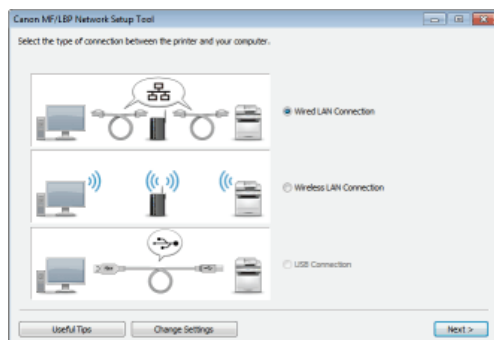 Canon MF/LBP Network Setup Tool
Select the type of connection between the printer and your computer.
Wired LAN Connection
Wireless LAN Connection
USB Connection
Useful Tips
Change Settings
Next >